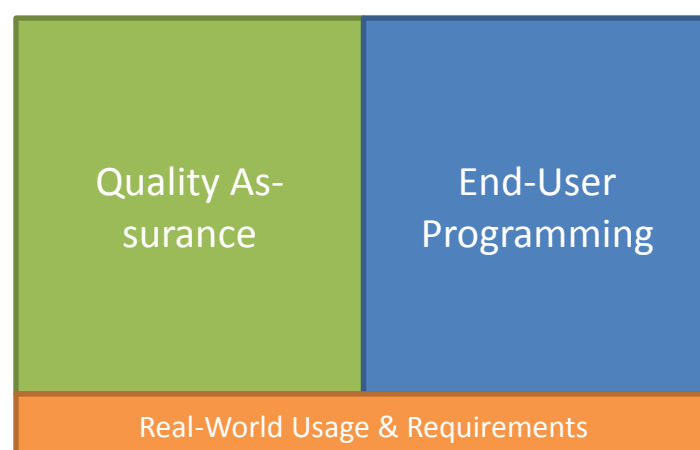 Quality As-
surance
End-User
Programming
Real-World Usage & Requirements